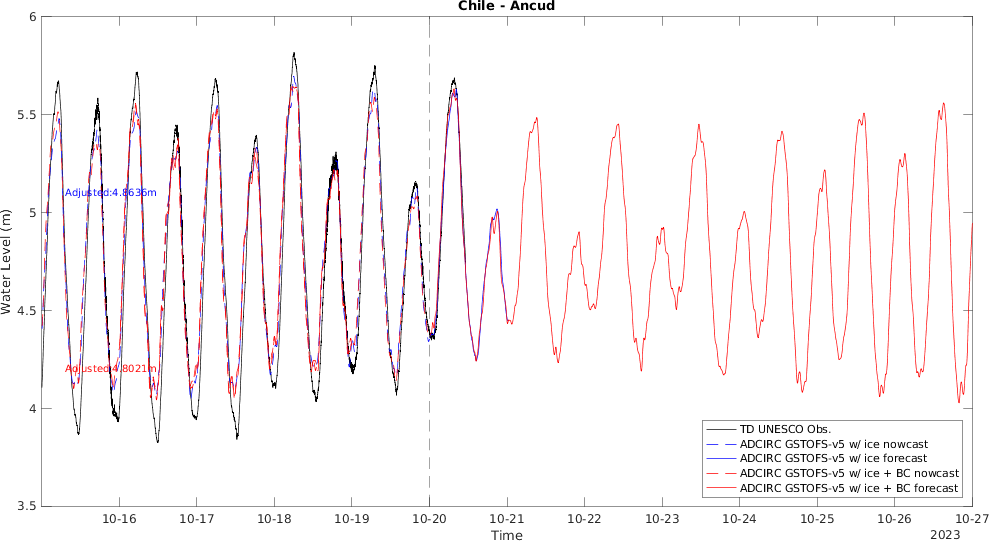 Chile - Ancud
6
5.5
5
4.5
4
3.5
Water Level (m)
Adjusted:4.8636m
Adjusted:4.8021m
TD UNESCO Obs.
ADCIRC GSTOFS-v5 w/ ice nowcast
ADCIRC GSTOFS-v5 w/ ice forecast
ADCIRC GSTOFS-v5 w/ ice + BC nowcast
ADCIRC GSTOFS-v5 w/ ice + BC forecast
10-16 10-17 10-18 10-19 10-20 10-21 10-22 10-23 10-24 10-25 10-26 10-27
Time
2023